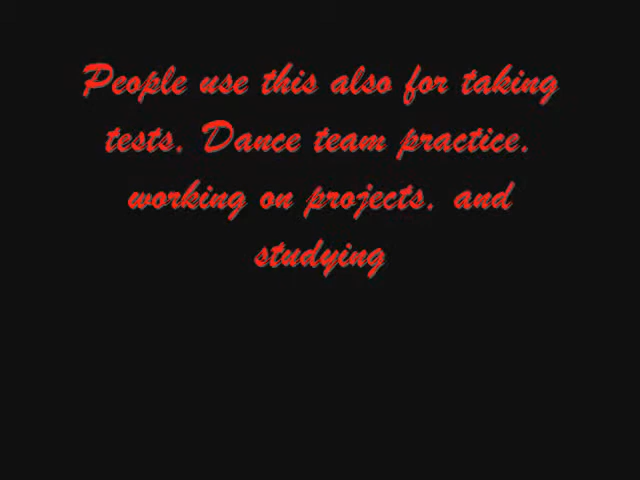 People use this also for taking
tests, Dance team practice,
working on projects, and
studying